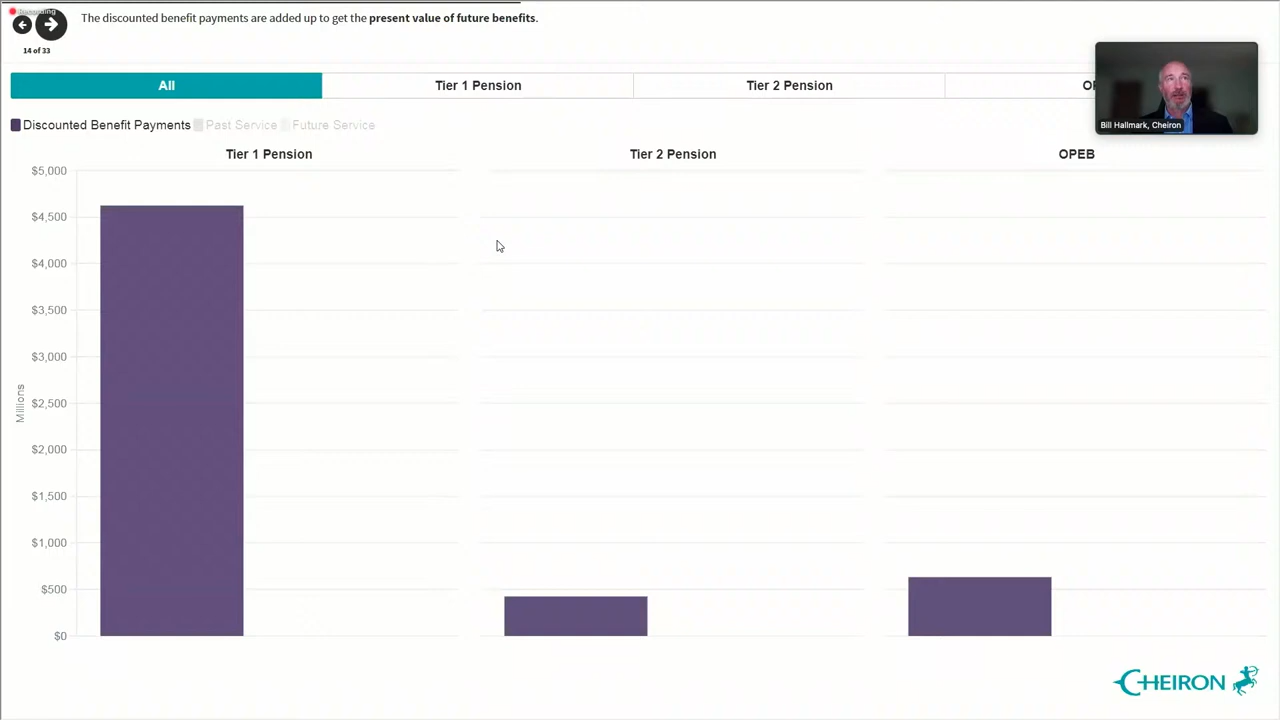 Recording
The discounted benefit payments are added up to get the present value of future benefits.
14 of 33
All
Tier 1 Pension
Tier 2 Pension
Bill Hallmark, Cheiron
Discounted Benefit Payments
Past Service
Future Service
Tier 1 Pension
Tier 2 Pension
OPEB
$5,000
$4,500
$4,000
$3,500
$3,000
$2,500
$2,000
$1,500
$1,000
$500
$0
Millions
CHEIRON